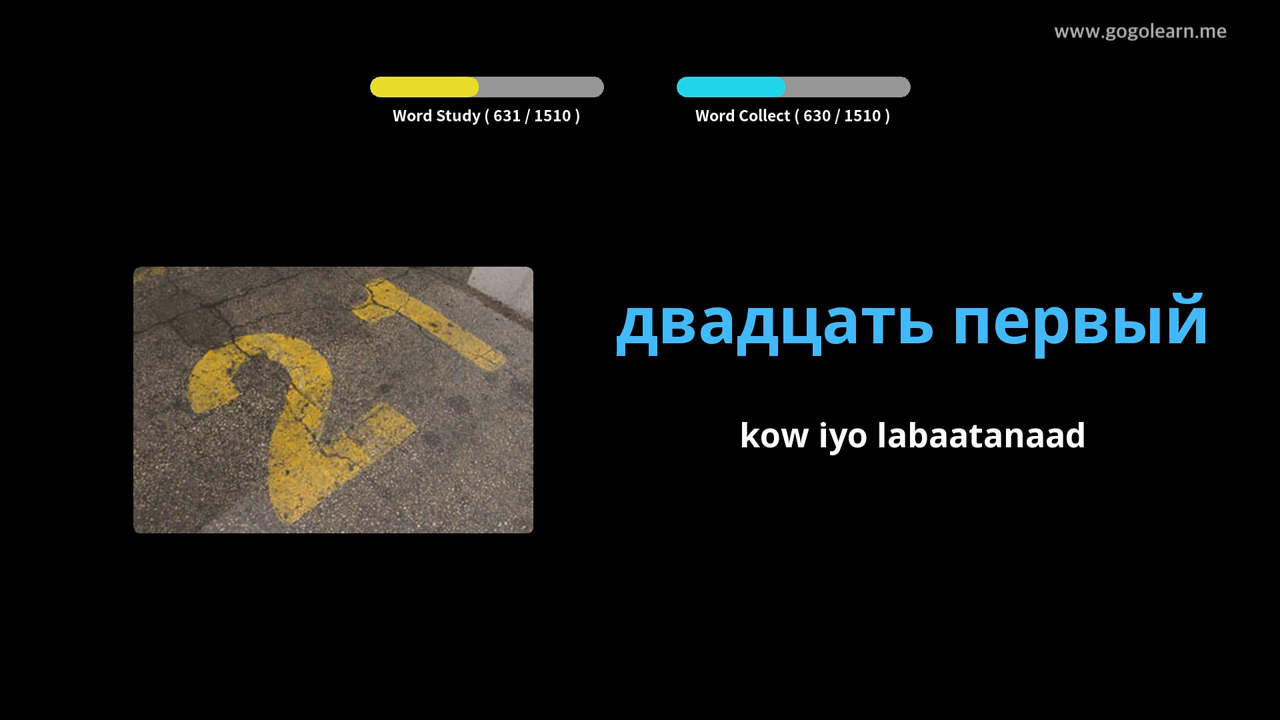 www.gogolearn.me
Word Study ( 631 / 1510 )
Word Collect ( 630 / 1510 )
21
двадцать первый
kow iyo labaatanaad